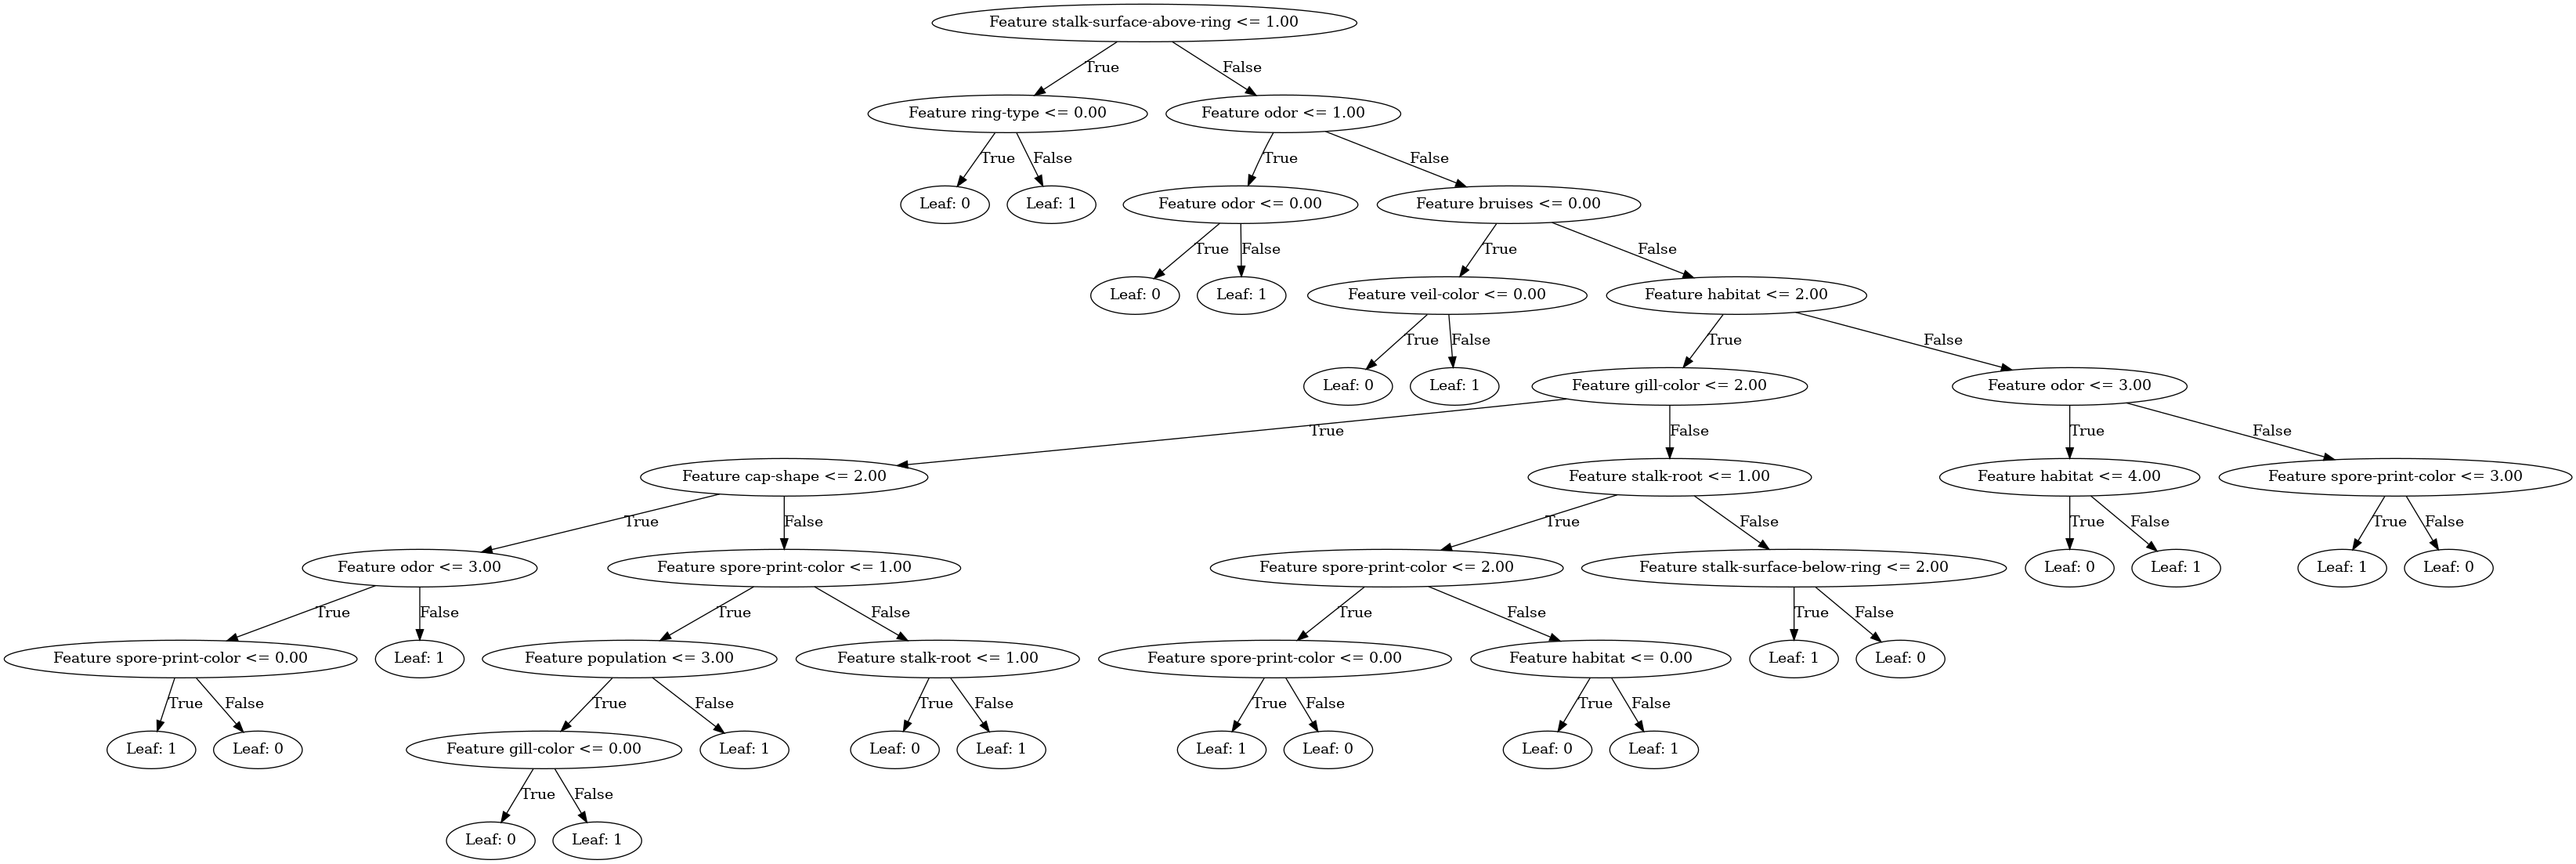 Feature stalk-surface-above-ring <= 1.00
True
False
Feature ring-type <= 0.00
Feature odor <= 1.00
True
False
True
False
Leaf: 0
Leaf: 1
Feature odor <= 0.00
Feature bruises <= 0.00
True
False
True
False
Leaf: 0
Leaf: 1
Feature veil-color <= 0.00
Feature habitat <= 2.00
True
False
True
False
Leaf: 0
Leaf: 1
Feature gill-color <= 2.00
Feature odor <= 3.00
True
False
True
False
Feature cap-shape <= 2.00
Feature stalk-root <= 1.00
Feature habitat <= 4.00
Feature spore-print-color <= 3.00
True
False
True
False
True
False
True
False
Feature odor <= 3.00
Feature spore-print-color <= 1.00
Feature spore-print-color <= 2.00
Feature stalk-surface-below-ring <= 2.00
Leaf: 0
Leaf: 1
Leaf: 1
Leaf: 0
True
False
True
False
True
False
True
False
Feature spore-print-color <= 0.00
Leaf: 1
Feature population <= 3.00
Feature stalk-root <= 1.00
Feature spore-print-color <= 0.00
Feature habitat <= 0.00
Leaf: 1
Leaf: 0
True
False
True
False
True
False
True
False
True
False
Leaf: 1
Leaf: 0
Feature gill-color <= 0.00
Leaf: 1
Leaf: 0
Leaf: 1
Leaf: 1
Leaf: 0
Leaf: 0
Leaf: 1
True
False
Leaf: 0
Leaf: 1